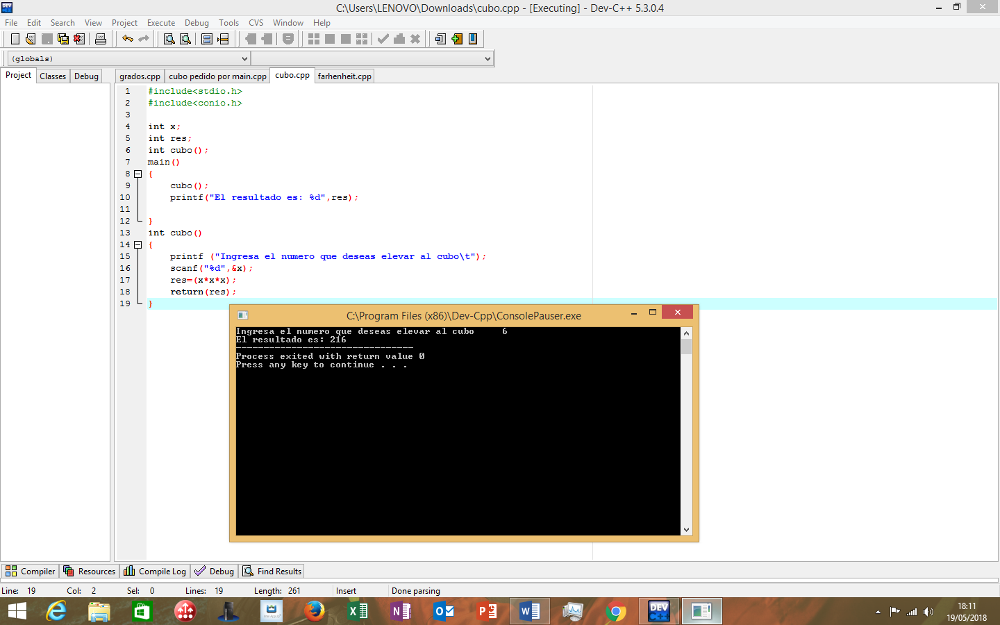 C:\Users\LENOVO\Downloads\cubo.cpp - [Executing] - Dev-C++ 5.3.0.4
File Edit Search View Project Execute Debug Tools CVS Window Help
(globals)
Project Classes Debug
grados.cpp cubo pedido por main.cpp cubo.cpp farhenheit.cpp
1 #include<stdio.h>
2 #include<conio.h>
3
4 int x;
5 int res;
6 int cubo();
7 main()
8 {
9 cubo();
10 printf("El resultado es: %d",res);
11
12 }
13 int cubo()
14 {
15 printf ("Ingresa el numero que deseas elevar al cubo\t");
16 scanf("%d",&x);
17 res=(x*x*x);
18 return(res);
19 }
C:\Program Files (x86)\Dev-Cpp\ConsolePauser.exe
Ingresa el numero que deseas elevar al cubo 6
El resultado es: 216
--------------------------------
Process exited with return value 0
Press any key to continue . . .
Compiler Resources Compile Log Debug Find Results
Line: 19 Col: 2 Sel: 0 Lines: 19 Length: 261 Insert Done parsing
DEV C++
18:11
19/05/2018